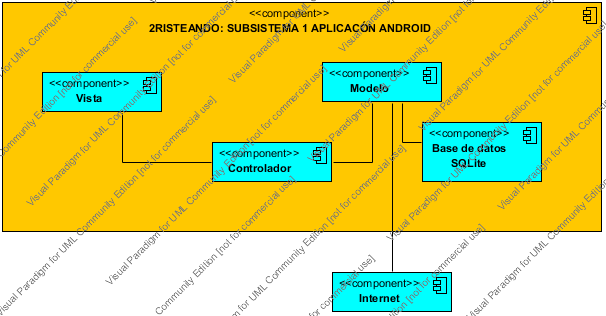 <<component>>
2RISTEANDO: SUBSISTEMA 1 APLICACÓN ANDROID
<<component>>
Vista
<<component>>
Modelo
<<component>>
Controlador
<<component>>
Base de datos
SQLite
<<component>>
Internet
Visual Paradigm for UML Community Edition [not for commercial use]